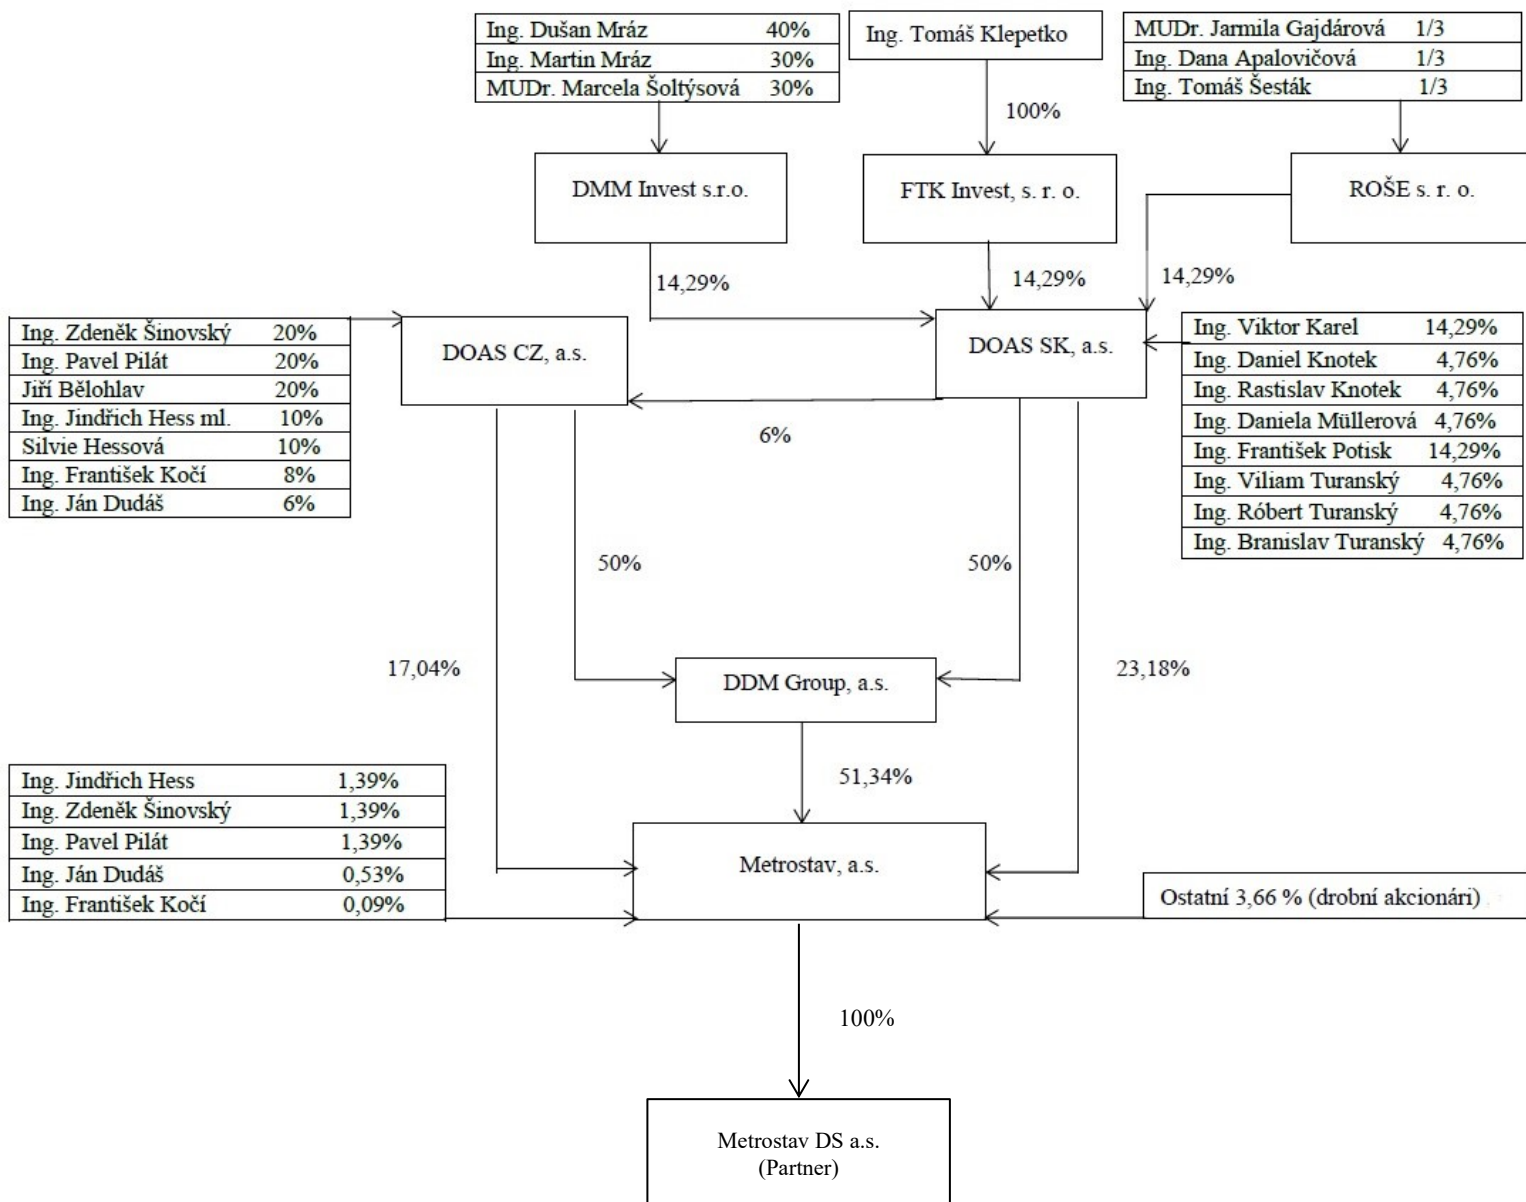 Ing. Dušan Mráz 40%
Ing. Martin Mráz 30%
MUDr. Marcela Šoltýsová 30%
Ing. Tomáš Klepetko
MUDr. Jarmila Gajdárová 1/3
Ing. Dana Apalovičová 1/3
Ing. Tomáš Šesták 1/3
100%
DMM Invest s.r.o.
FTK Invest, s. r. o.
ROŠE s. r. o.
14,29%
14,29%
14,29%
Ing. Zdeněk Šinovský 20%
Ing. Pavel Pilát 20%
Jiří Bělohlav 20%
Ing. Jindřich Hess ml. 10%
Silvie Hessová 10%
Ing. František Kočí 8%
Ing. Ján Dudáš 6%
DOAS CZ, a.s.
DOAS SK, a.s.
Ing. Viktor Karel 14,29%
Ing. Daniel Knotek 4,76%
Ing. Rastislav Knotek 4,76%
Ing. Daniela Müllerová 4,76%
Ing. František Potisk 14,29%
Ing. Viliam Turanský 4,76%
Ing. Róbert Turanský 4,76%
Ing. Branislav Turanský 4,76%
6%
50%
50%
17,04%
DDM Group, a.s.
23,18%
51,34%
Ing. Jindřich Hess 1,39%
Ing. Zdeněk Šinovský 1,39%
Ing. Pavel Pilát 1,39%
Ing. Ján Dudáš 0,53%
Ing. František Kočí 0,09%
Metrostav, a.s.
Ostatní 3,66 % (drobní akcionári)
100%
Metrostav DS a.s.
(Partner)